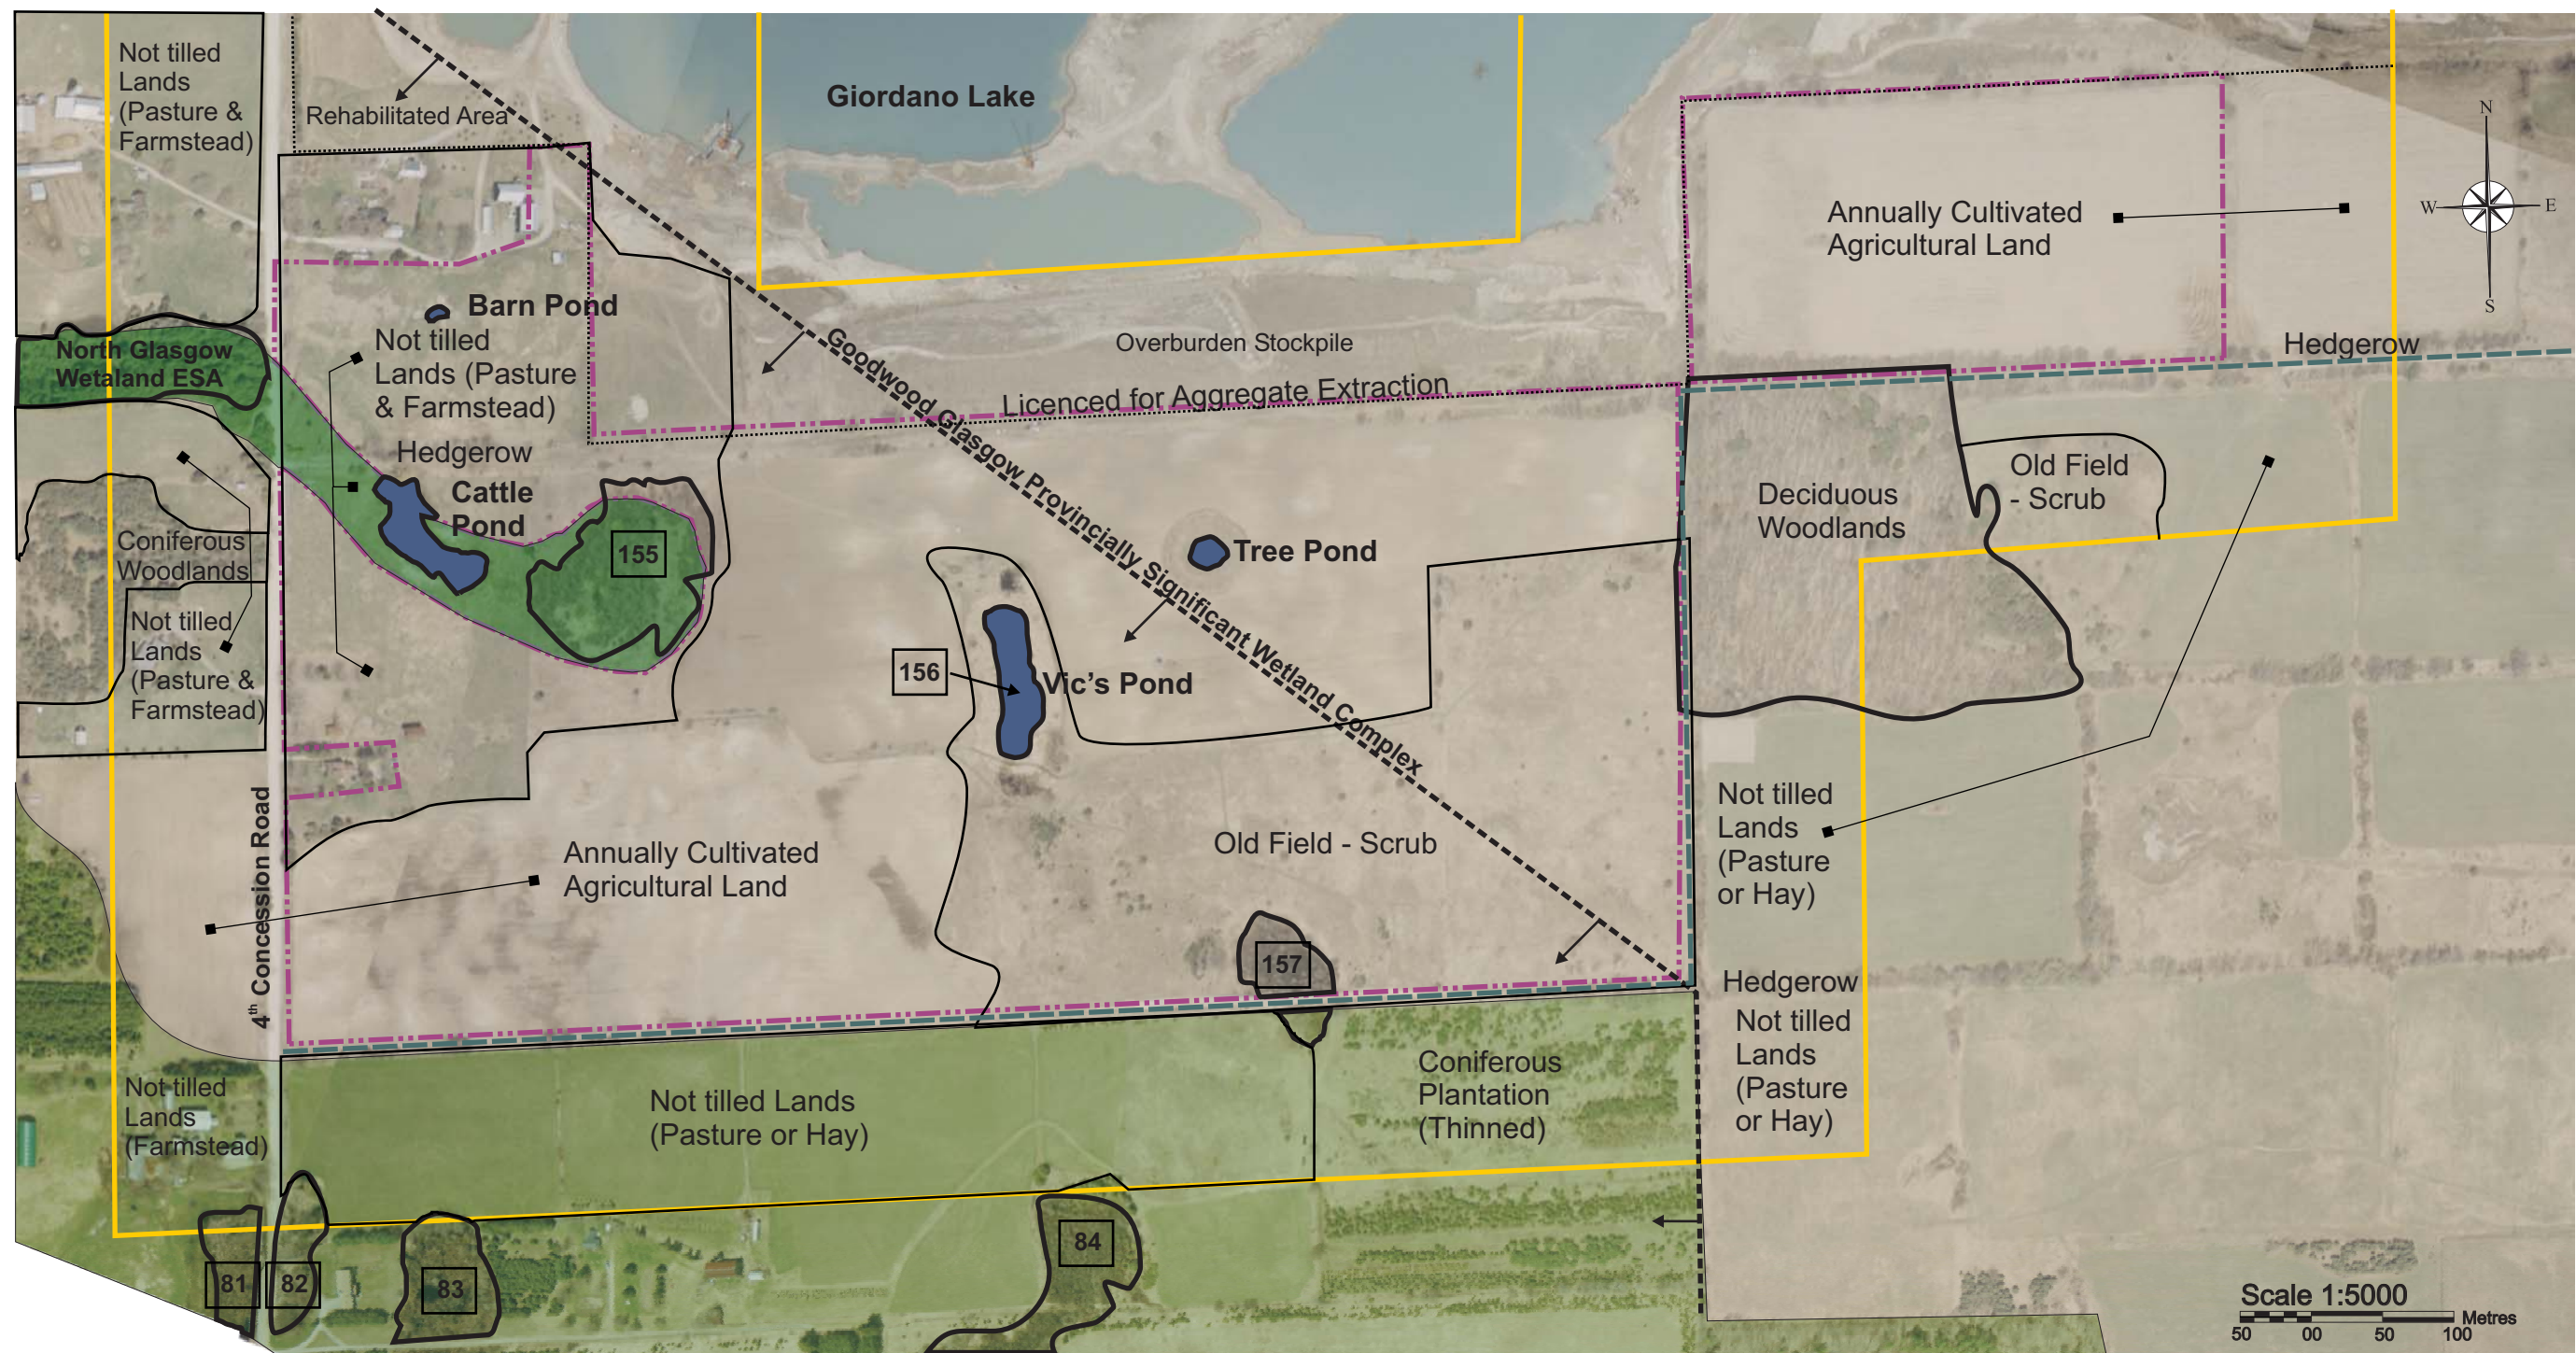 Not tilled
Lands
(Pasture &
Farmstead)
Rehabilitated Area
Giordano Lake
N
W
E
S
Annually Cultivated
Agricultural Land
Barn Pond
North Glasgow
Wetaland ESA
Not tilled
Lands (Pasture
& Farmstead)
Overburden Stockpile
Licenced for Aggregate Extraction
Hedgerow
Goodwood Glasgow Provincially Significant Wetland Complex
Hedgerow
Cattle
Pond
155
Coniferous
Woodlands
Not tilled
Lands
(Pasture &
Farmstead)
Tree Pond
156
Vic's Pond
Deciduous
Woodlands
Old Field
- Scrub
4th Concession Road
Annually Cultivated
Agricultural Land
Old Field - Scrub
157
Not tilled
Lands
(Pasture
or Hay)
Hedgerow
Not tilled
Lands
(Pasture
or Hay)
Not tilled
Lands
(Farmstead)
Not tilled Lands
(Pasture or Hay)
Coniferous
Plantation
(Thinned)
81
82
83
84
Scale 1:5000
Metres
50 00 50 100